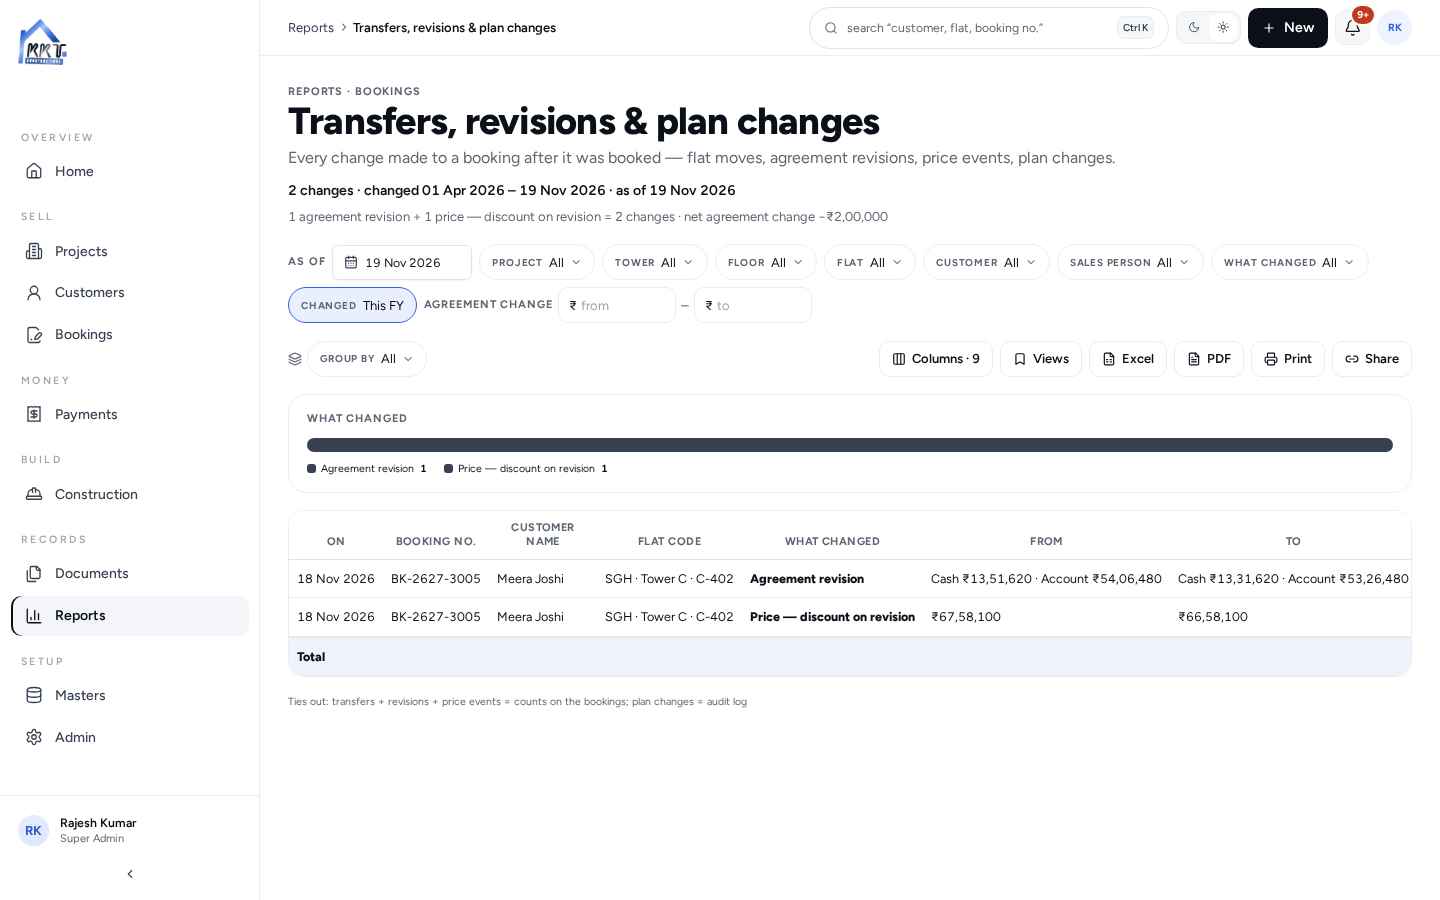 RKT
CONSTRUCTIONS
OVERVIEW
Home
SELL
Projects
Customers
Bookings
MONEY
Payments
BUILD
Construction
RECORDS
Documents
Reports
SETUP
Masters
Admin
RK
Rajesh Kumar
Super Admin
Reports > Transfers, revisions & plan changes
search “customer, flat, booking no.” Ctrl K
New
9+
RK
REPORTS · BOOKINGS
Transfers, revisions & plan changes
Every change made to a booking after it was booked — flat moves, agreement revisions, price events, plan changes.
2 changes · changed 01 Apr 2026 – 19 Nov 2026 · as of 19 Nov 2026
1 agreement revision + 1 price — discount on revision = 2 changes · net agreement change −₹2,00,000
AS OF 19 Nov 2026 PROJECT All TOWER All FLOOR All FLAT All CUSTOMER All SALES PERSON All WHAT CHANGED All
CHANGED This FY AGREEMENT CHANGE ₹ from – ₹ to
GROUP BY All Columns · 9 Views Excel PDF Print Share
WHAT CHANGED
Agreement revision 1 Price — discount on revision 1
ON BOOKING NO. CUSTOMER NAME FLAT CODE WHAT CHANGED FROM TO
18 Nov 2026 BK-2627-3005 Meera Joshi SGH · Tower C · C-402 Agreement revision Cash ₹13,51,620 · Account ₹54,06,480 Cash ₹13,31,620 · Account ₹53,26,480
18 Nov 2026 BK-2627-3005 Meera Joshi SGH · Tower C · C-402 Price — discount on revision ₹67,58,100 ₹66,58,100
Total
Ties out: transfers + revisions + price events = counts on the bookings; plan changes = audit log